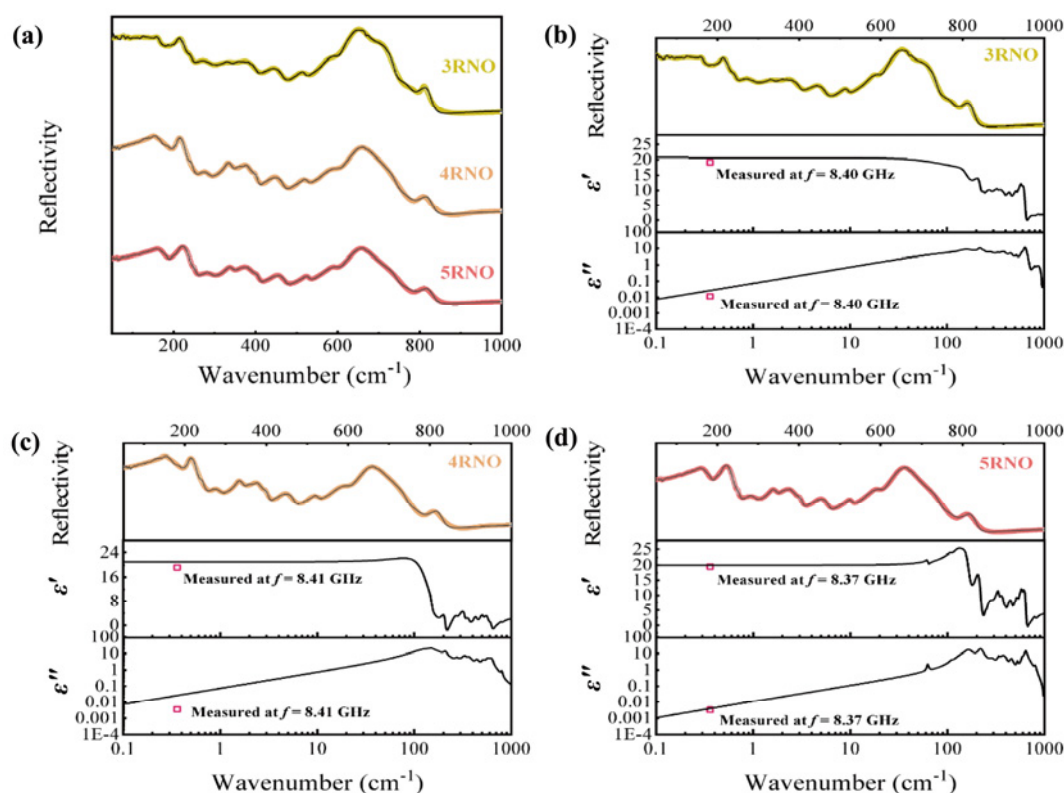 (a)
3RNO
4RNO
5RNO
Reflectivity
200 400 600 800 1000
Wavenumber (cm⁻¹)
(b)
0 200 400 600 800 1000
Reflectivity
3RNO
ε′
25
20
15
10
5
0
Measured at f = 8.40 GHz
ε″
100
10
1
0.1
0.01
0.001
1E-4
Measured at f = 8.40 GHz
0.1 1 10 100 1000
Wavenumber (cm⁻¹)
(c)
0 200 400 600 800 1000
Reflectivity
4RNO
ε′
24
16
8
0
Measured at f = 8.41 GHz
ε″
100
10
1
0.1
0.01
0.001
1E-4
Measured at f = 8.41 GHz
0.1 1 10 100 1000
Wavenumber (cm⁻¹)
(d)
0 200 400 600 800 1000
Reflectivity
5RNO
ε′
25
20
15
10
5
0
Measured at f = 8.37 GHz
ε″
100
10
1
0.1
0.01
0.001
1E-4
Measured at f = 8.37 GHz
0.1 1 10 100 1000
Wavenumber (cm⁻¹)